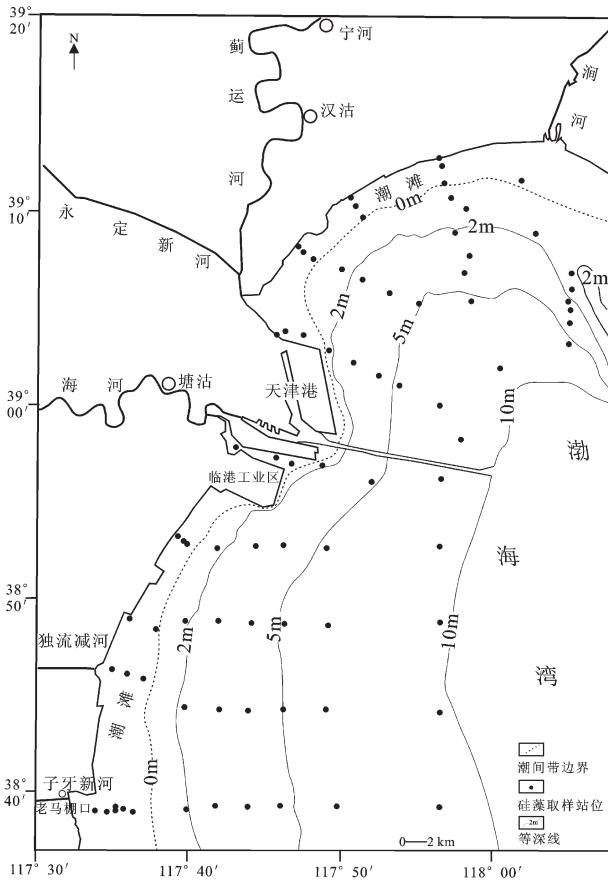 39°
20′
N
宁河
蓟
运
河
汉沽
涧
河
39°
10′
永
定
新
河
潮
滩
0m
2m
2m
2m
5m
10m
海
河
塘沽
天津港
39°
00′
临港工业区
渤
海
湾
38°
50′
独流减河
2m
5m
10m
潮
滩
0m
子牙新河
老马棚口
38°
40′
潮间带边界
硅藻取样站位
2m
等深线
0 2 km
117° 30′
117° 40′
117° 50′
118° 00′